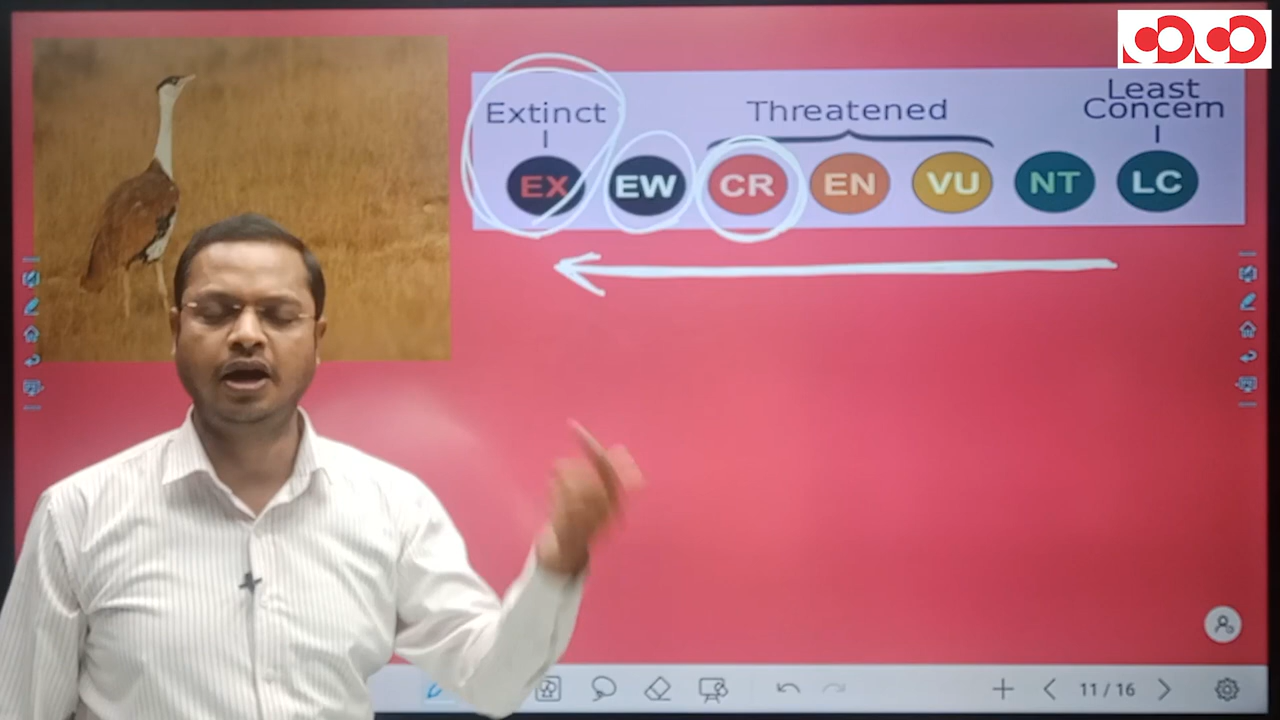 Extinct
Threatened
Least
Concern
EX EW CR EN VU NT LC
11 / 16